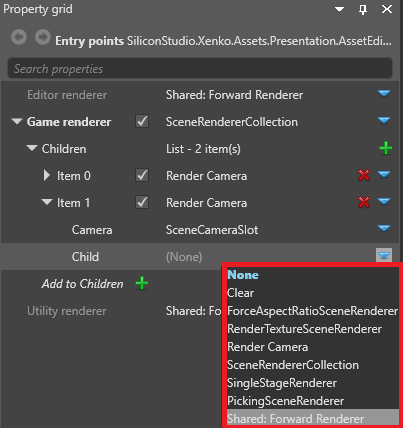 Property grid
Entry points SiliconStudio.Xenko.Assets.Presentation.AssetEdi...
Search properties
Editor renderer Shared: Forward Renderer
Game renderer SceneRendererCollection
Children List - 2 item(s)
Item 0 Render Camera
Item 1 Render Camera
Camera SceneCameraSlot
Child (None)
Add to Children
Utility renderer Shared: Fo
None
Clear
ForceAspectRatioSceneRenderer
RenderTextureSceneRenderer
Render Camera
SceneRendererCollection
SingleStageRenderer
PickingSceneRenderer
Shared: Forward Renderer